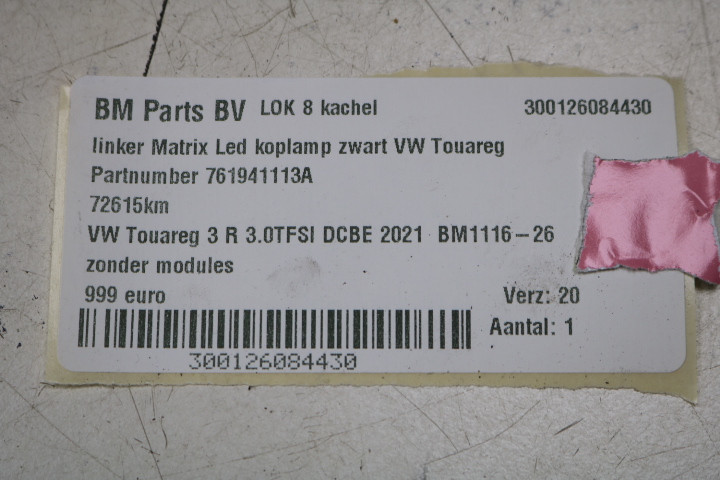 BM Parts BV LOK 8 kachel 300126084430
linker Matrix Led koplamp zwart VW Touareg
Partnumber 761941113A
72615km
VW Touareg 3 R 3.0TFSI DCBE 2021 BM1116-26
zonder modules
999 euro Verz: 20
Aantal: 1
300126084430